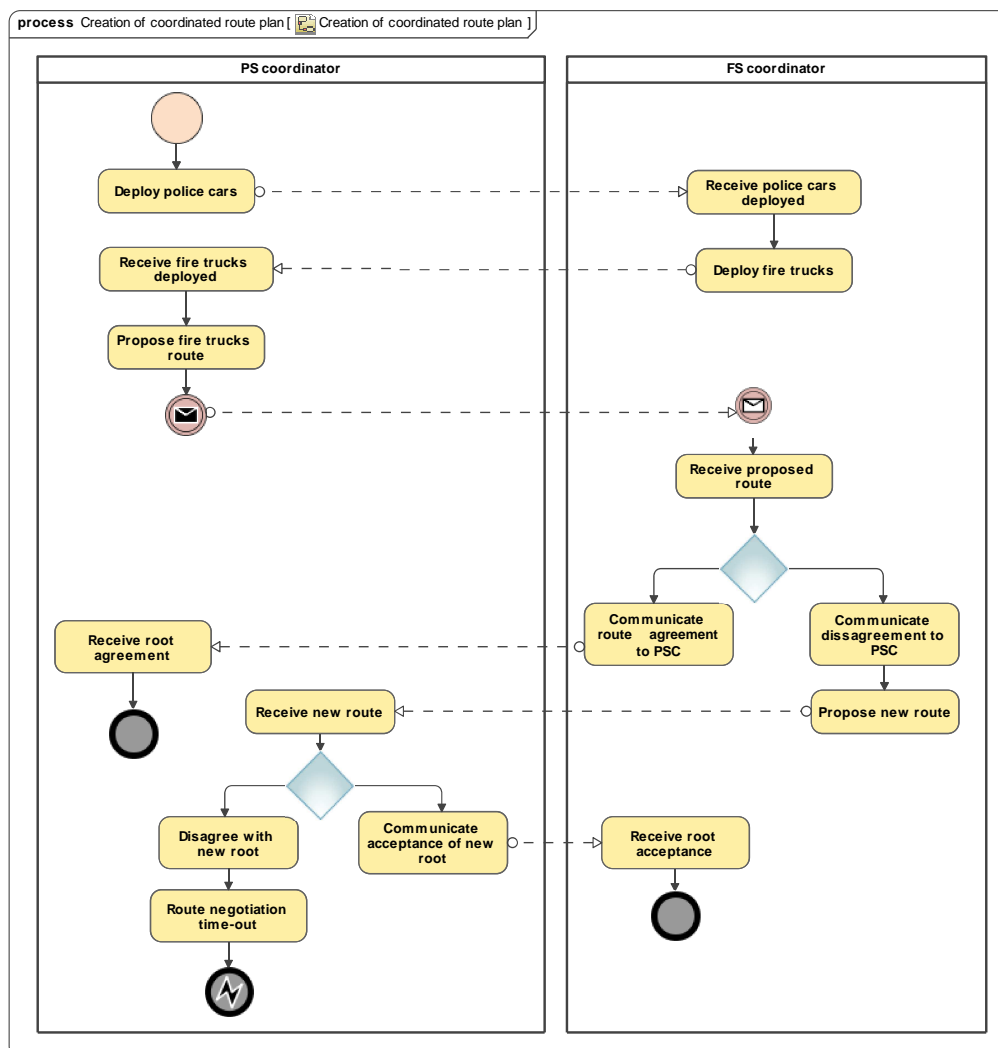 process Creation of coordinated route plan [ Creation of coordinated route plan ]
PS coordinator
FS coordinator
Deploy police cars
Receive police cars
deployed
Receive fire trucks
deployed
Deploy fire trucks
Propose fire trucks
route
Receive proposed
route
Communicate
route agreement
to PSC
Communicate
dissagreement to
PSC
Receive root
agreement
Receive new route
Propose new route
Disagree with
new root
Communicate
acceptance of new
root
Receive root
acceptance
Route negotiation
time-out